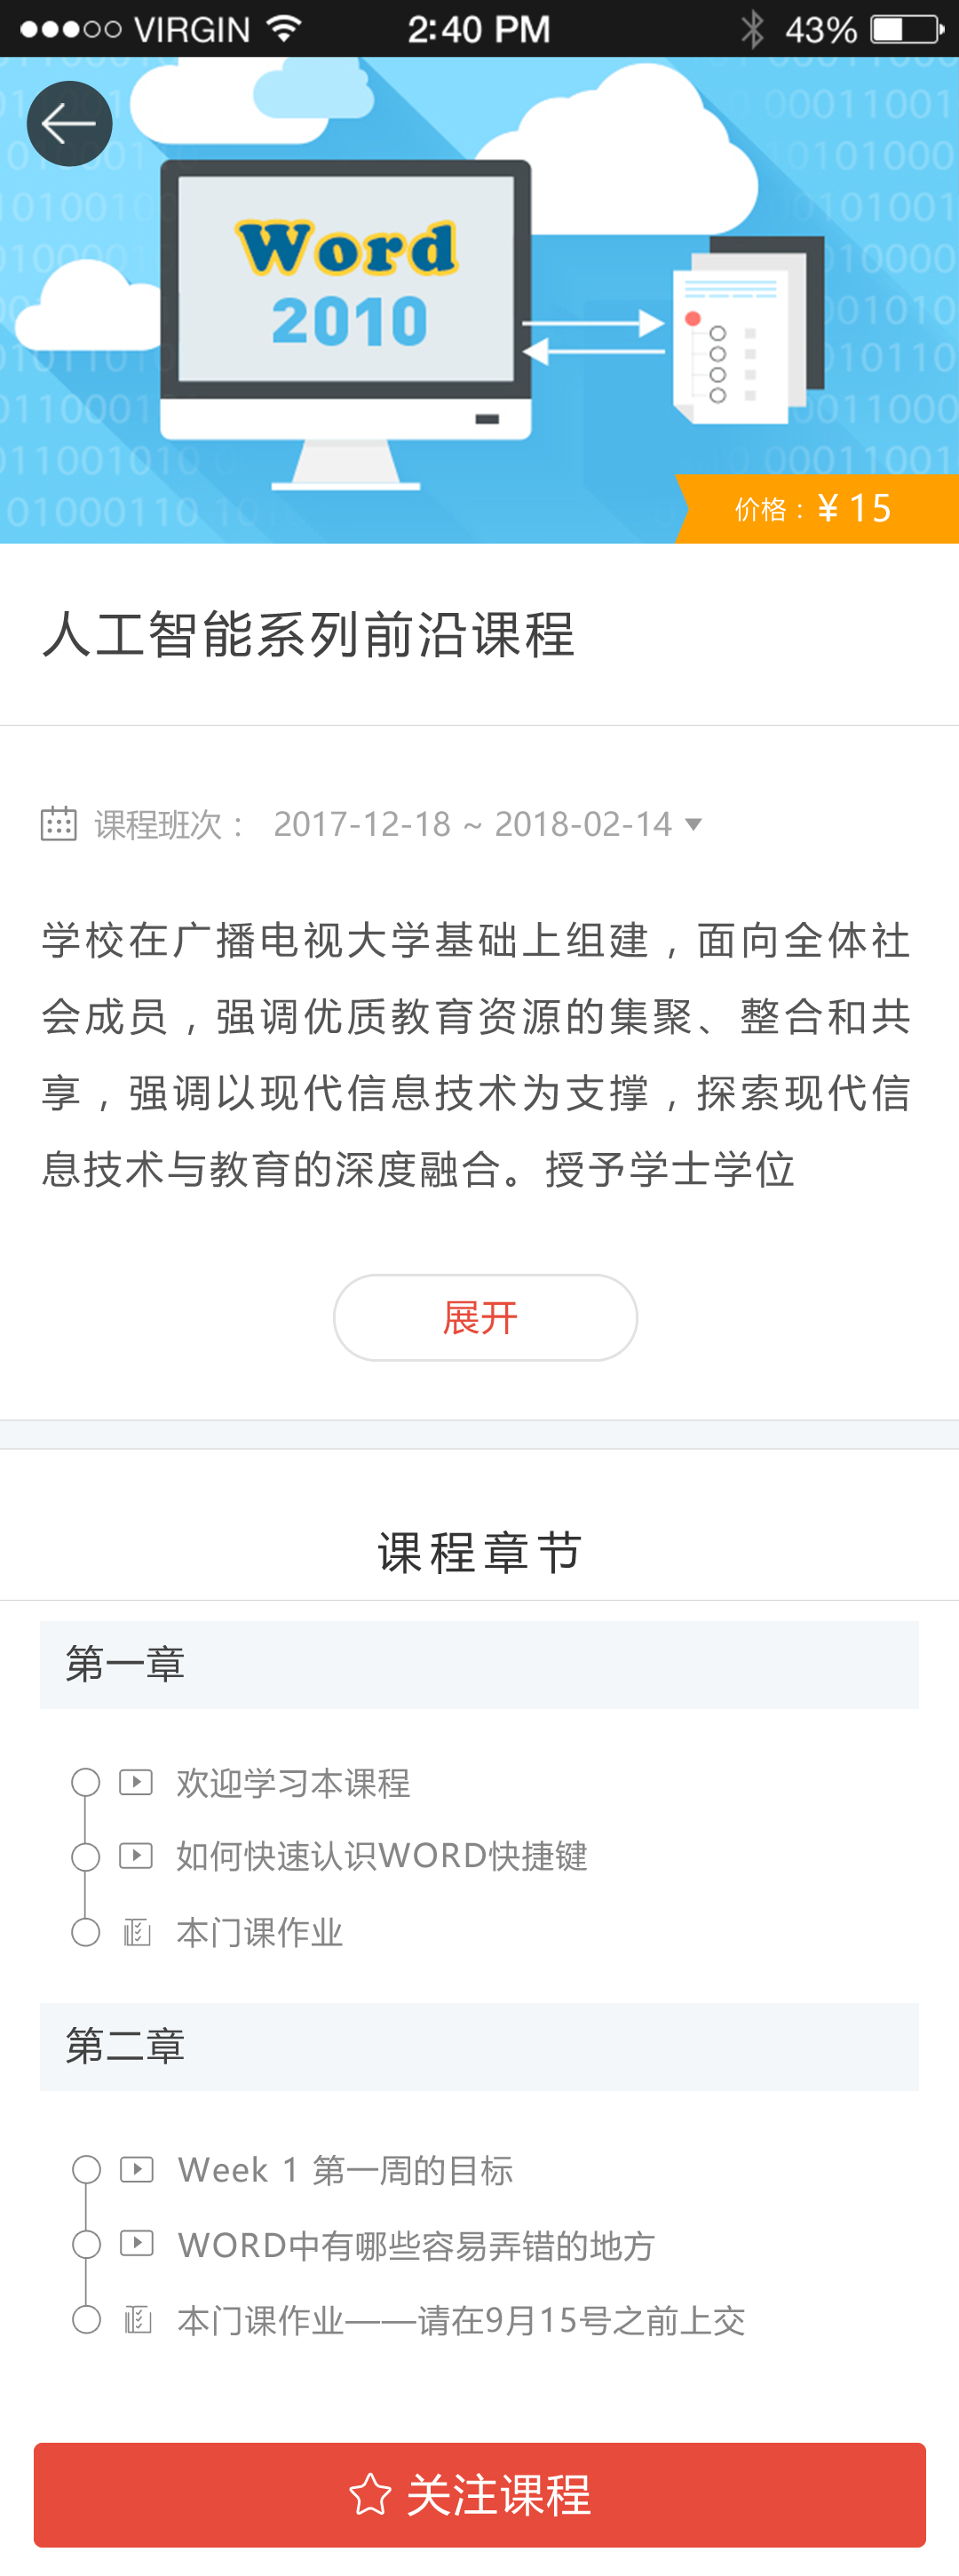 VIRGIN 2:40 PM 43%
Word
2010
价格：¥ 15
人工智能系列前沿课程
课程班次： 2017-12-18 ~ 2018-02-14
学校在广播电视大学基础上组建，面向全体社
会成员，强调优质教育资源的集聚、整合和共
享，强调以现代信息技术为支撑，探索现代信
息技术与教育的深度融合。授予学士学位
展开
课程章节
第一章
欢迎学习本课程
如何快速认识WORD快捷键
本门课作业
第二章
Week 1 第一周的目标
WORD中有哪些容易弄错的地方
本门课作业——请在9月15号之前上交
关注课程